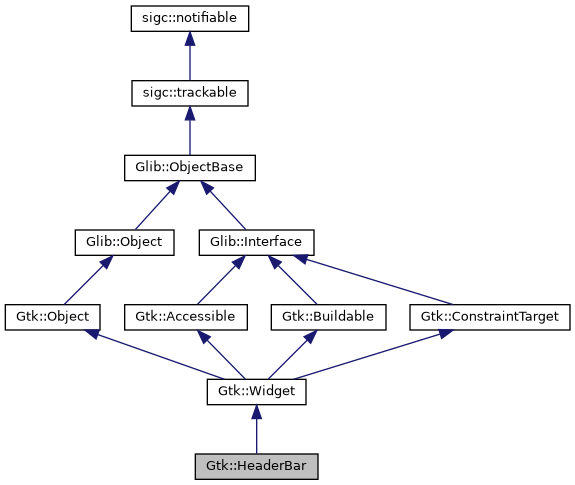 sigc::notifiable
sigc::trackable
Glib::ObjectBase
Glib::Object
Glib::Interface
Gtk::Object
Gtk::Accessible
Gtk::Buildable
Gtk::ConstraintTarget
Gtk::Widget
Gtk::HeaderBar